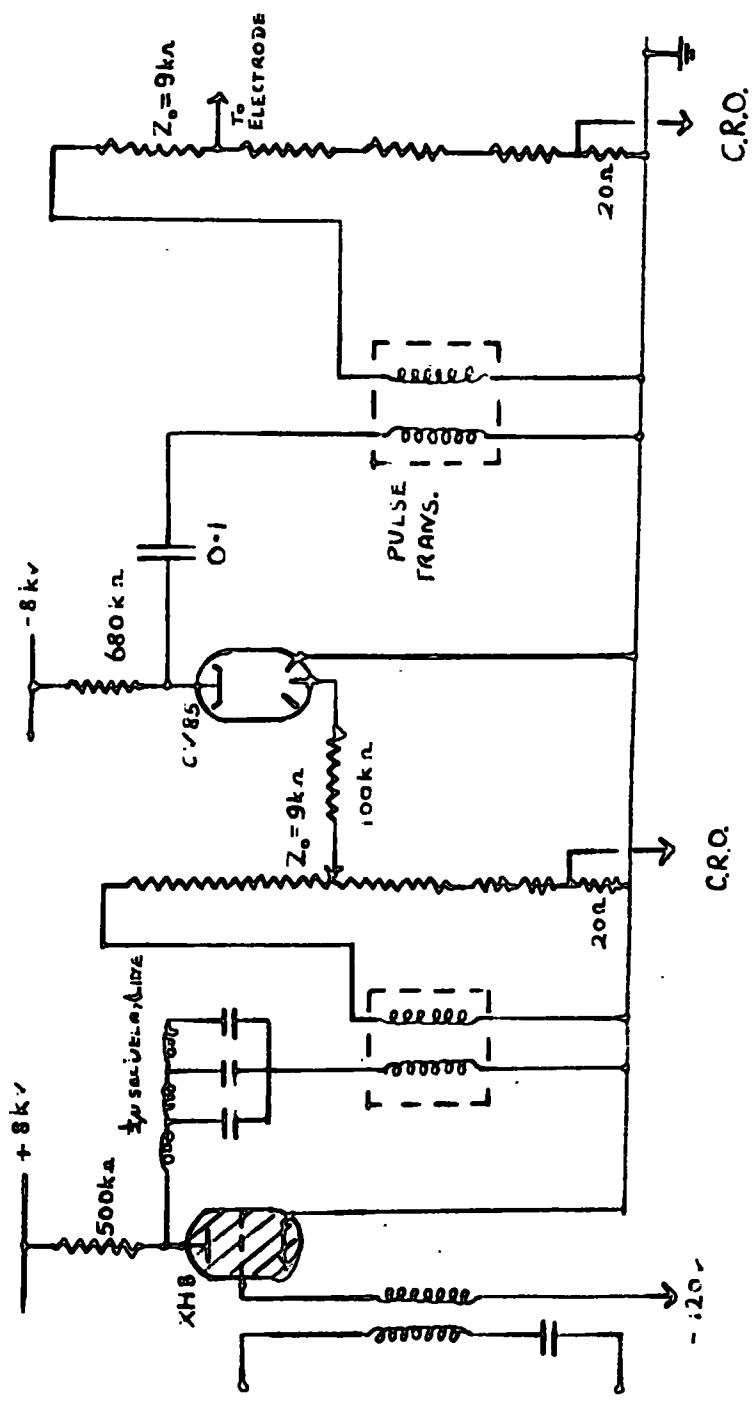 + 8kv
500kΩ
XH8
- 120v
20Ω
C.R.O.
Z₀ = 9kΩ
100kΩ
CV85
-8kv
680kΩ
0·1
PULSE
TRANS.
Z₀ = 9kΩ
To
ELECTRODE
20Ω
C.R.O.